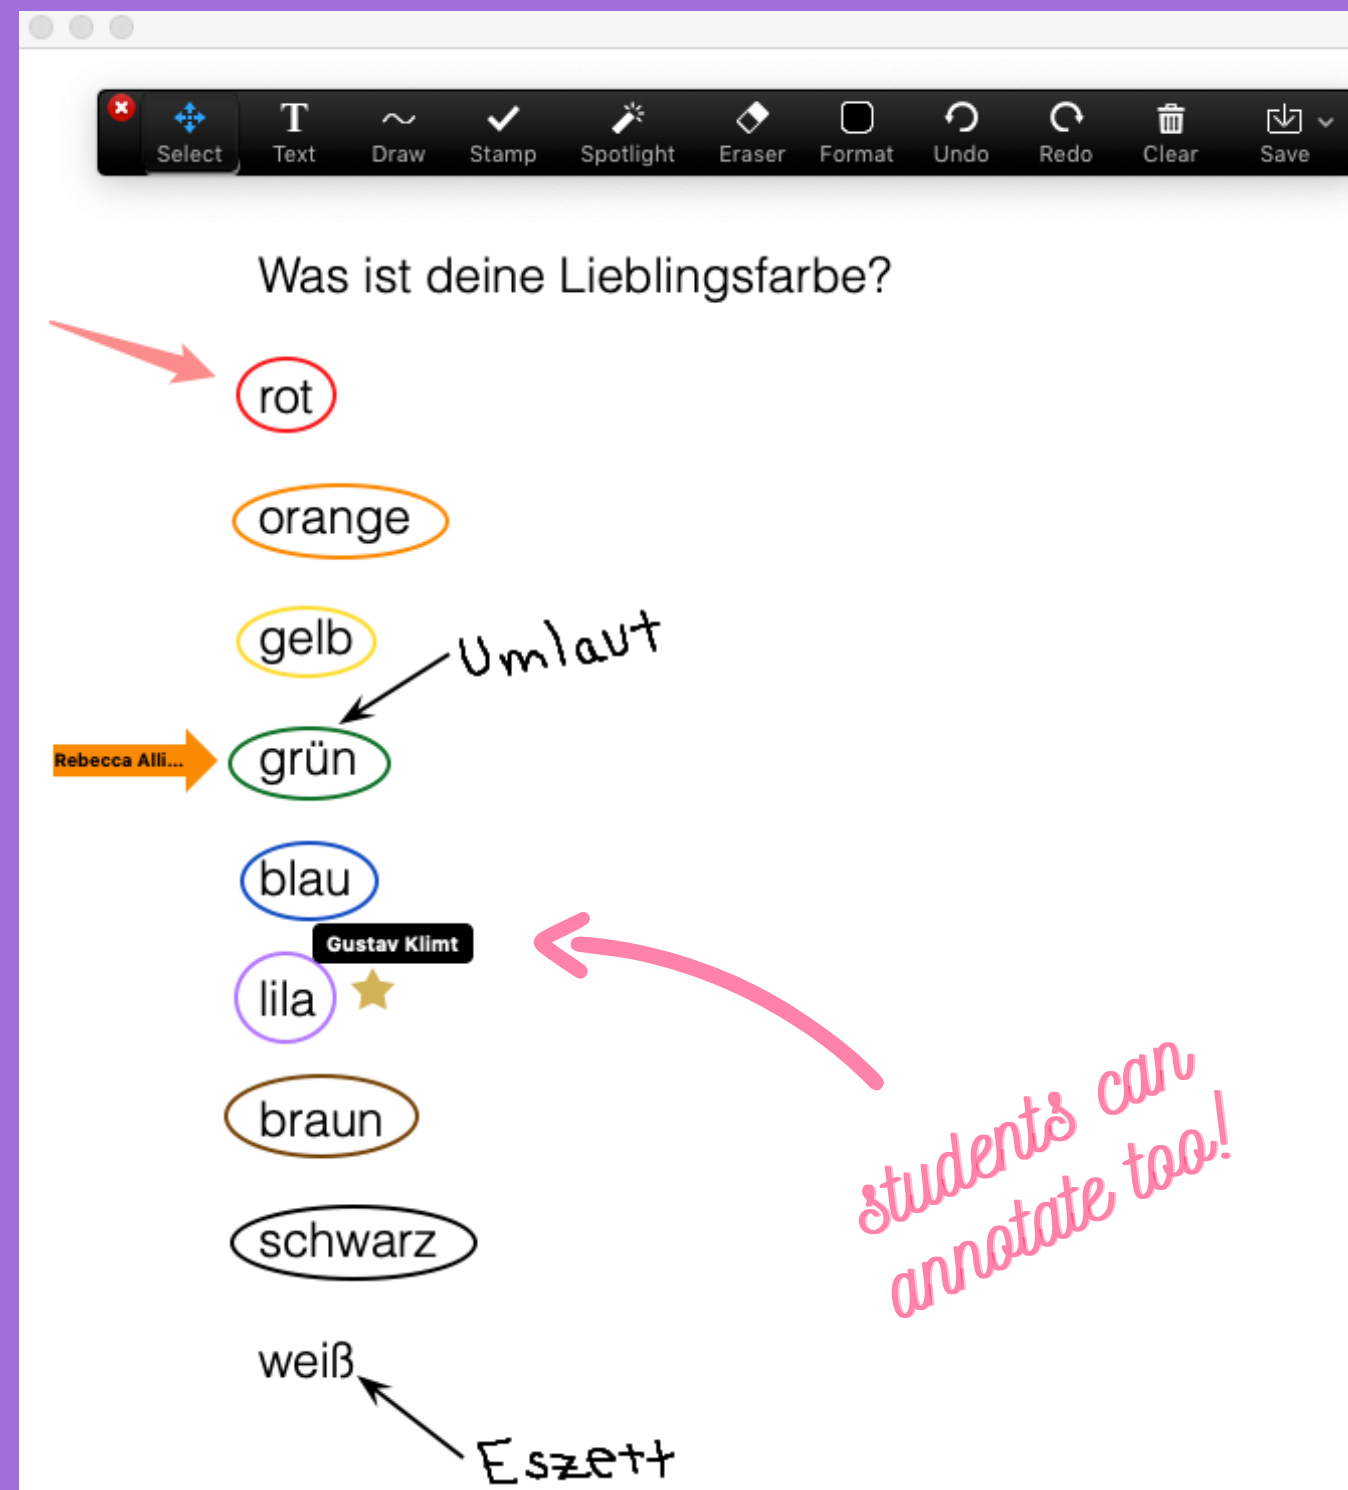 Select Text Draw Stamp Spotlight Eraser Format Undo Redo Clear Save
Was ist deine Lieblingsfarbe?
rot
orange
gelb
Umlaut
Rebecca Alli...
grün
blau
Gustav Klimt
lila
braun
students can
annotate too!
schwarz
weiß
Eszett